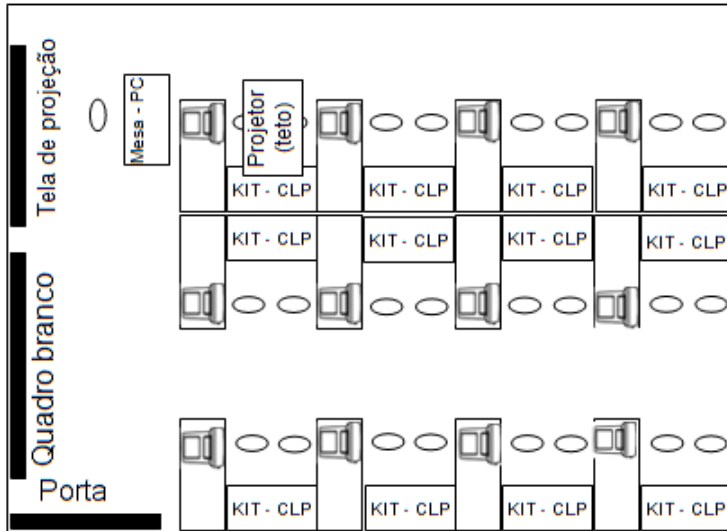 Tela de projeção
Mesa - PC
Projetor
(teto)
KIT - CLP
KIT - CLP
KIT - CLP
KIT - CLP
KIT - CLP
KIT - CLP
KIT - CLP
KIT - CLP
Quadro branco
Porta
KIT - CLP
KIT - CLP
KIT - CLP
KIT - CLP